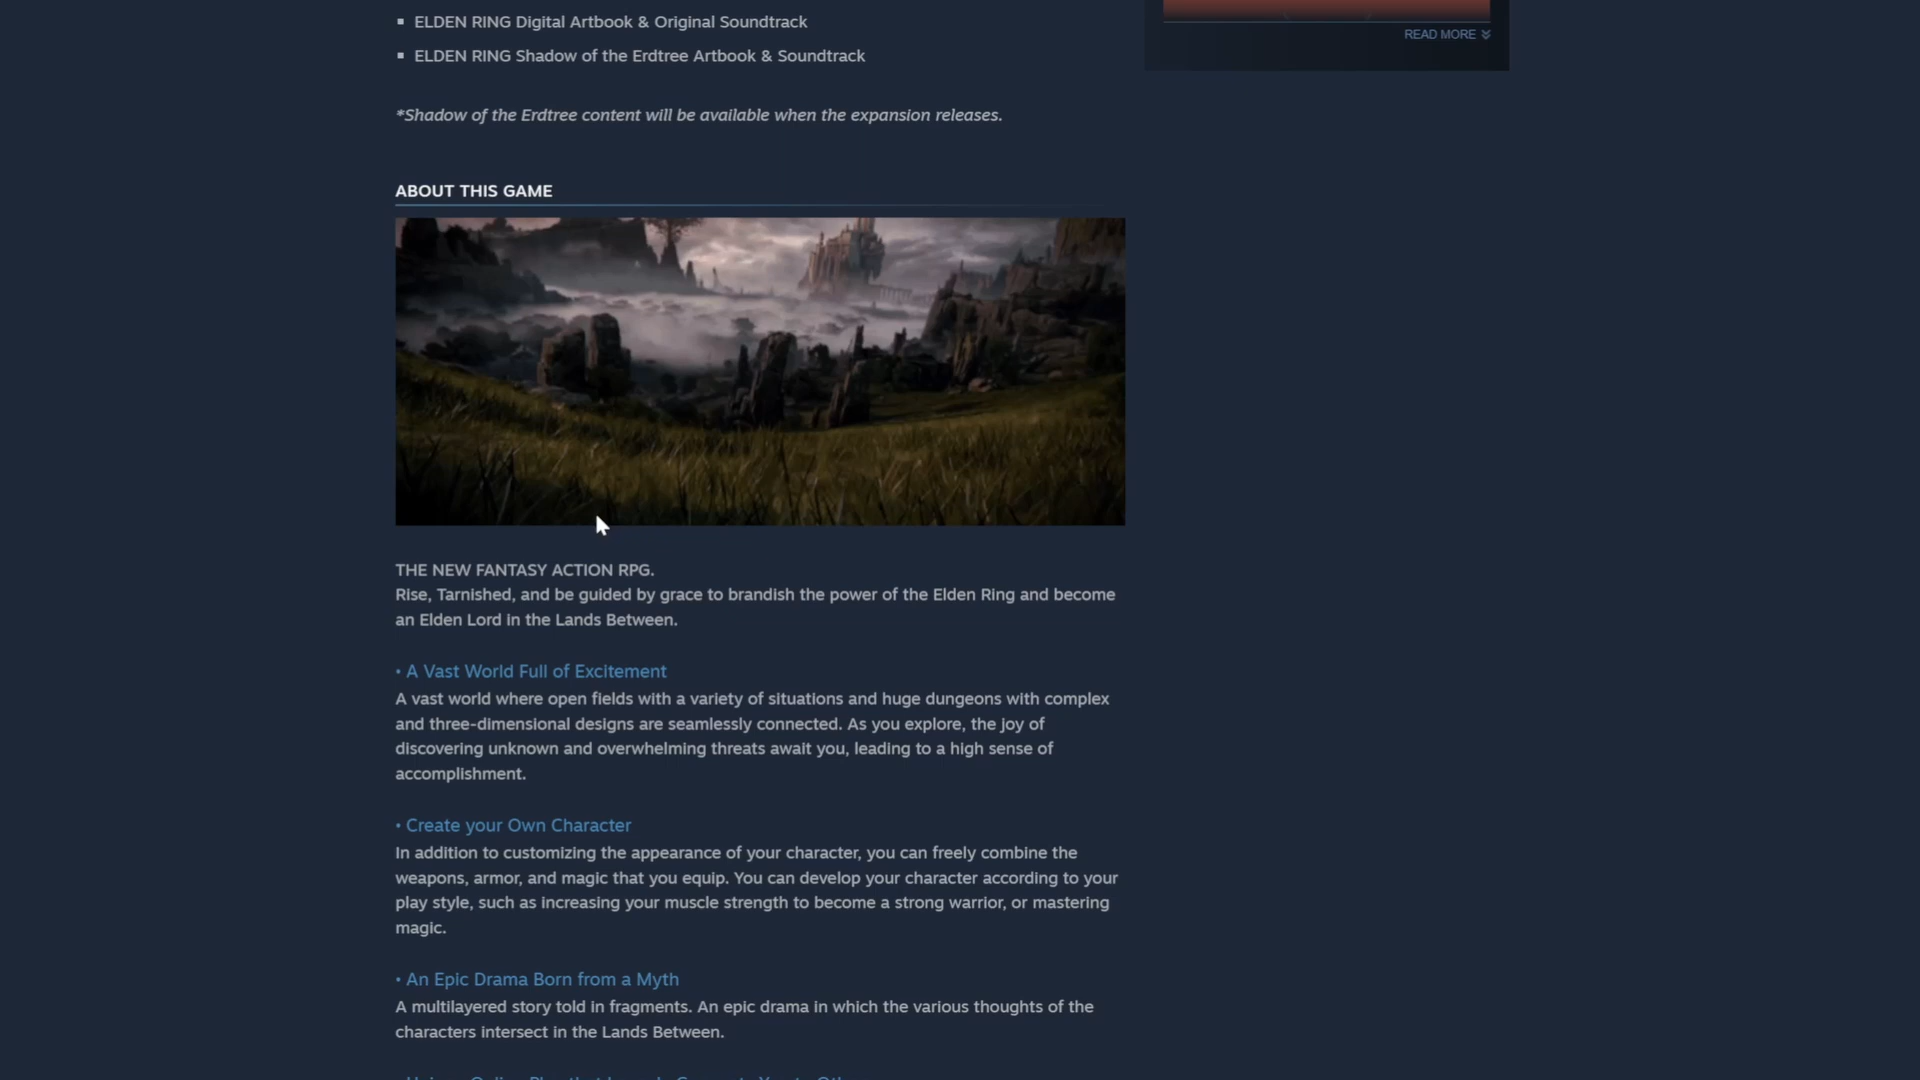 ▪ ELDEN RING Digital Artbook & Original Soundtrack
▪ ELDEN RING Shadow of the Erdtree Artbook & Soundtrack
READ MORE
*Shadow of the Erdtree content will be available when the expansion releases.
ABOUT THIS GAME
THE NEW FANTASY ACTION RPG.
Rise, Tarnished, and be guided by grace to brandish the power of the Elden Ring and become
an Elden Lord in the Lands Between.
• A Vast World Full of Excitement
A vast world where open fields with a variety of situations and huge dungeons with complex
and three-dimensional designs are seamlessly connected. As you explore, the joy of
discovering unknown and overwhelming threats await you, leading to a high sense of
accomplishment.
• Create your Own Character
In addition to customizing the appearance of your character, you can freely combine the
weapons, armor, and magic that you equip. You can develop your character according to your
play style, such as increasing your muscle strength to become a strong warrior, or mastering
magic.
• An Epic Drama Born from a Myth
A multilayered story told in fragments. An epic drama in which the various thoughts of the
characters intersect in the Lands Between.